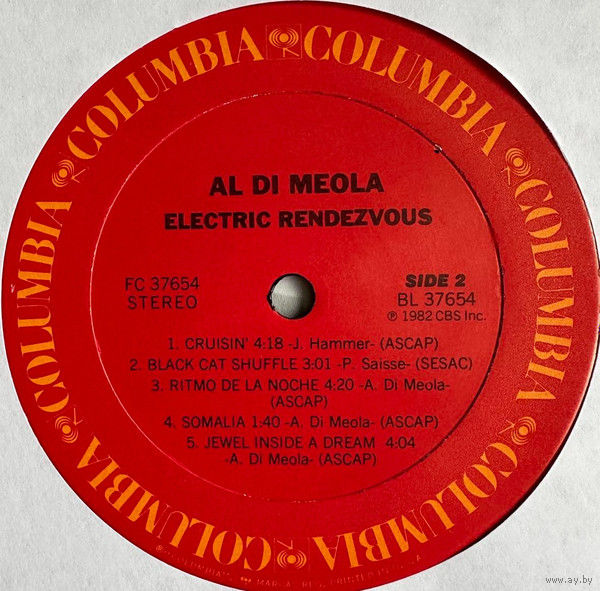 COLUMBIA COLUMBIA COLUMBIA COLUMBIA COLUMBIA COLUMBIA COLUMBIA COLUMBIA
AL DI MEOLA
ELECTRIC RENDEZVOUS
FC 37654
STEREO
SIDE 2
BL 37654
℗ 1982 CBS Inc.
1. CRUISIN' 4:18 -J. Hammer- (ASCAP)
2. BLACK CAT SHUFFLE 3:01 -P. Saisse- (SESAC)
3. RITMO DE LA NOCHE 4:20 -A. Di Meola-
(ASCAP)
4. SOMALIA 1:40 -A. Di Meola- (ASCAP)
5. JEWEL INSIDE A DREAM 4:04
-A. Di Meola- (ASCAP)
www.ay.by